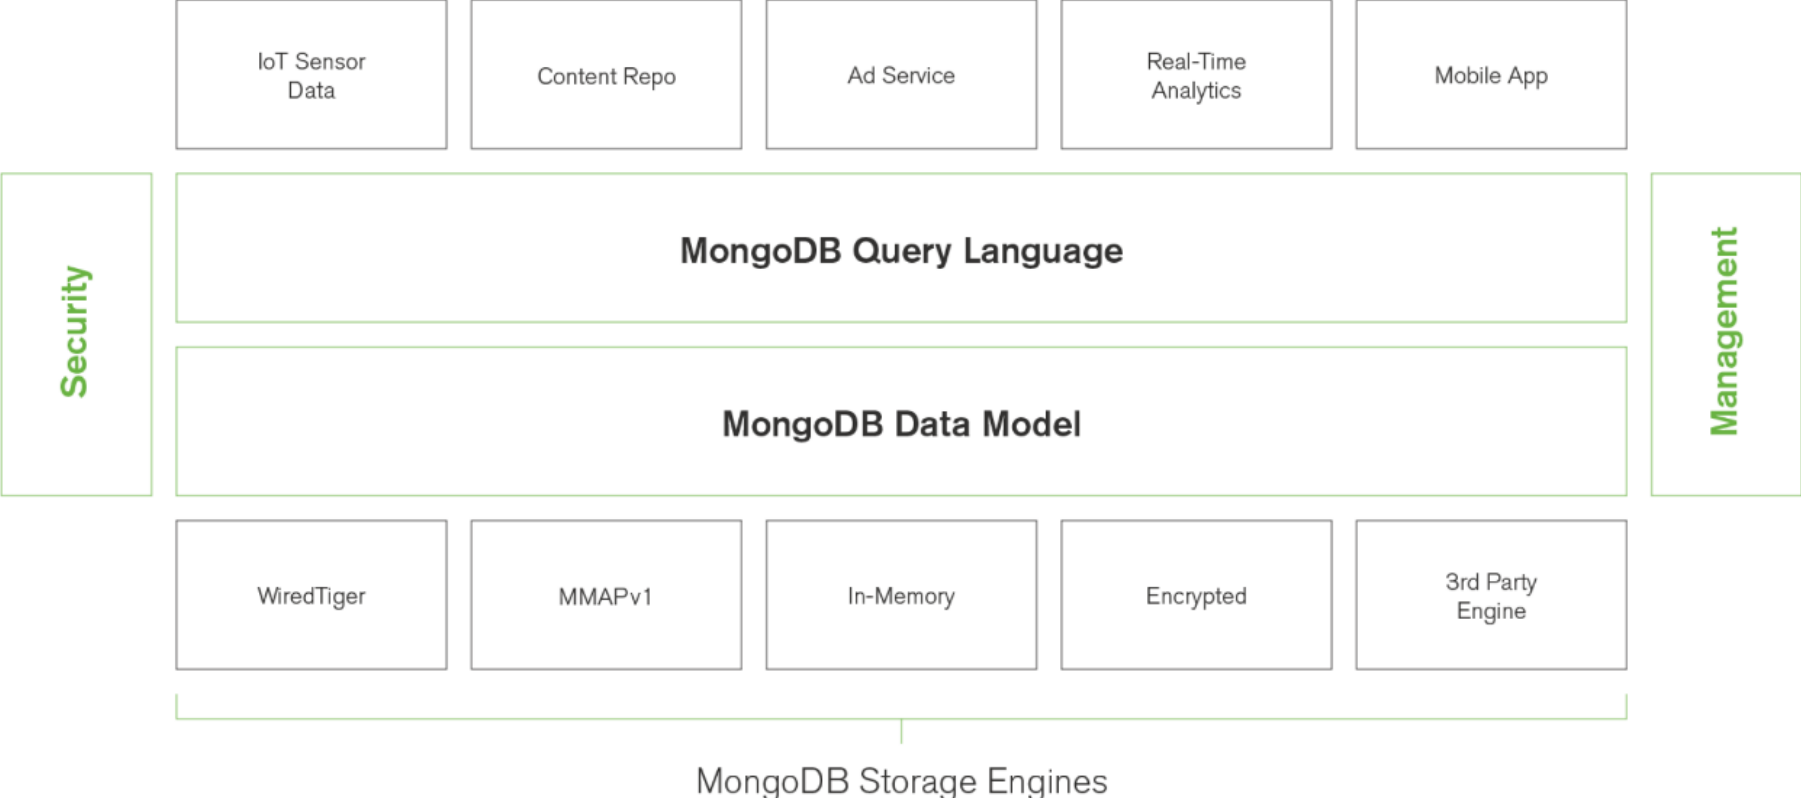 IoT Sensor
Data
Content Repo
Ad Service
Real-Time
Analytics
Mobile App
Security
MongoDB Query Language
MongoDB Data Model
Management
WiredTiger
MMAPv1
In-Memory
Encrypted
3rd Party
Engine
MongoDB Storage Engines